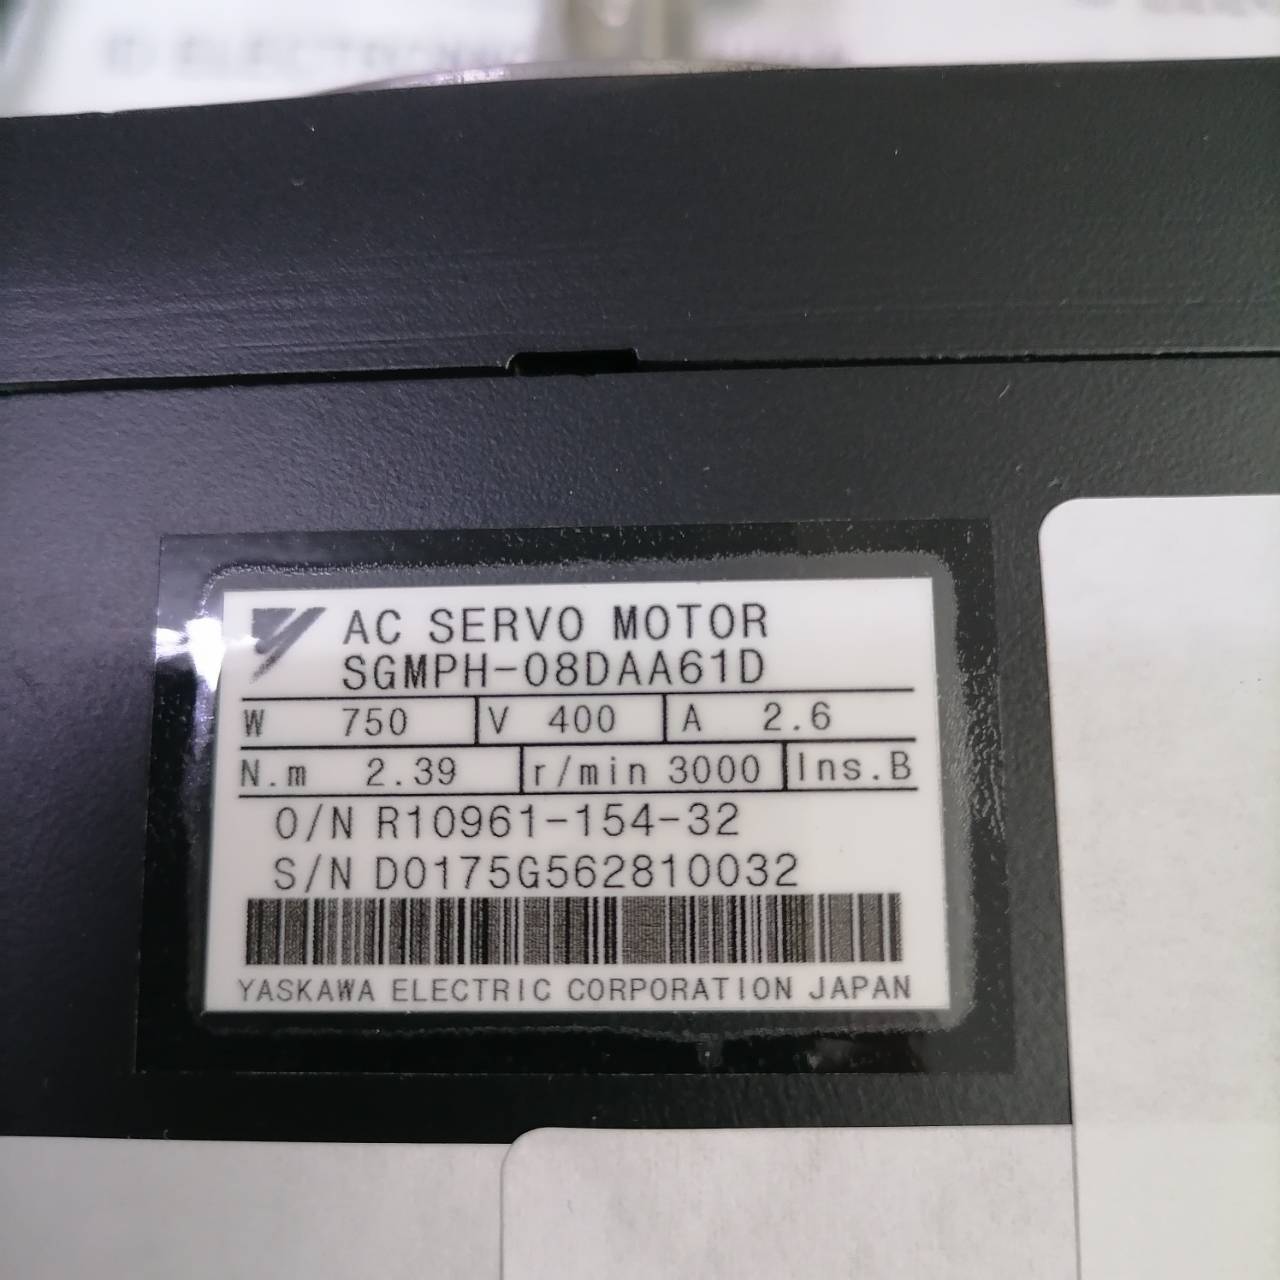 ELECTRON
AC SERVO MOTOR
SGMPH-08DAA61D
W 750 V 400 A 2.6
N.m 2.39 r/min 3000 Ins.B
O/N R10961-154-32
S/N D0175G562810032
YASKAWA ELECTRIC CORPORATION JAPAN